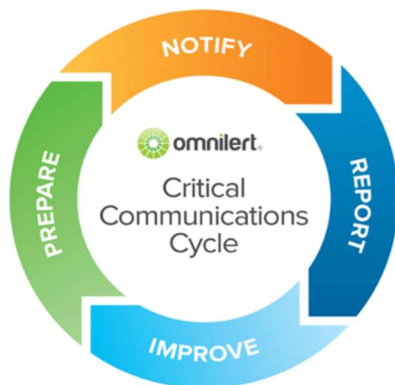 NOTIFY
omnilert®
Critical
Communications
Cycle
PREPARE
REPORT
IMPROVE